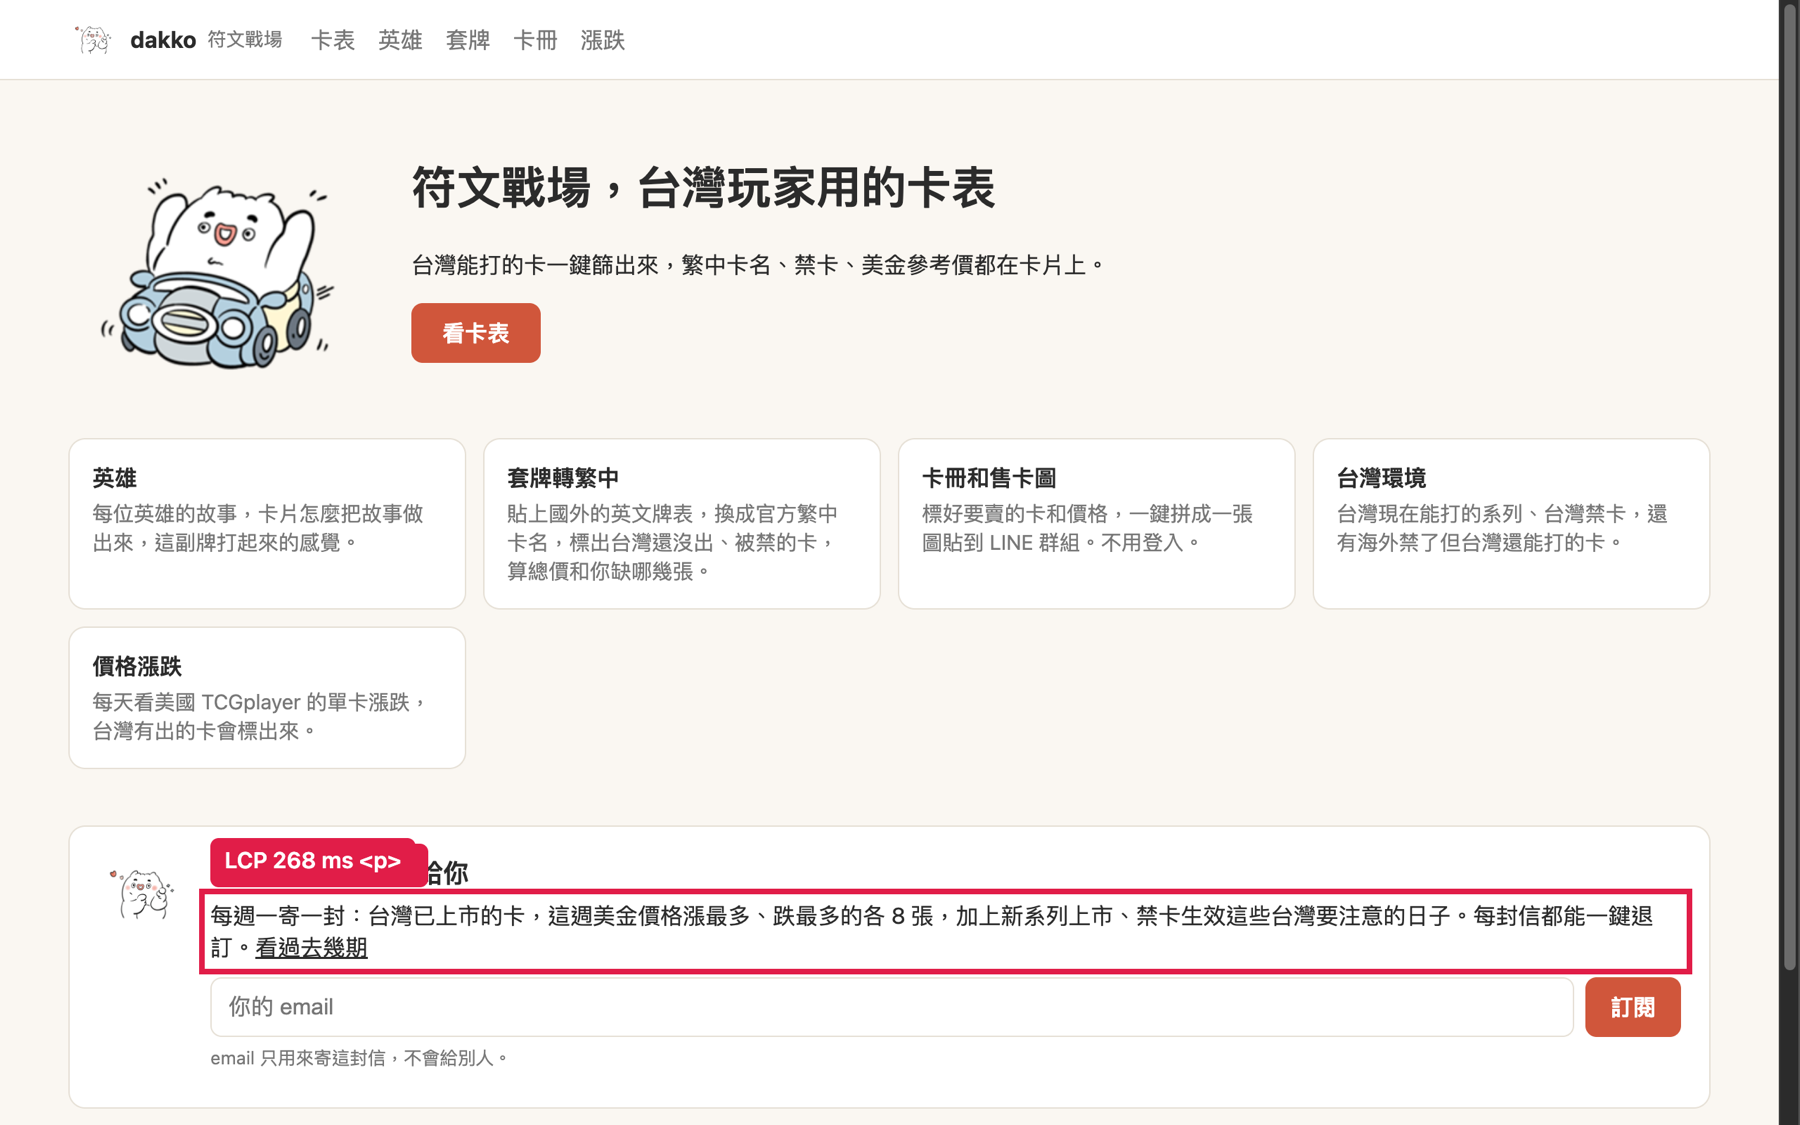 dakko 符文戰場 卡表 英雄 套牌 卡冊 漲跌
符文戰場，台灣玩家用的卡表
台灣能打的卡一鍵篩出來，繁中卡名、禁卡、美金參考價都在卡片上。
看卡表
英雄
每位英雄的故事，卡片怎麼把故事做
出來，這副牌打起來的感覺。
套牌轉繁中
貼上國外的英文牌表，換成官方繁中
卡名，標出台灣還沒出、被禁的卡，
算總價和你缺哪幾張。
卡冊和售卡圖
標好要賣的卡和價格，一鍵拼成一張
圖貼到 LINE 群組。不用登入。
台灣環境
台灣現在能打的系列、台灣禁卡，還
有海外禁了但台灣還能打的卡。
價格漲跌
每天看美國 TCGplayer 的單卡漲跌，
台灣有出的卡會標出來。
LCP 268 ms <p>
給你
每週一寄一封：台灣已上市的卡，這週美金價格漲最多、跌最多的各 8 張，加上新系列上市、禁卡生效這些台灣要注意的日子。每封信都能一鍵退
訂。看過去幾期
你的 email
訂閱
email 只用來寄這封信，不會給別人。